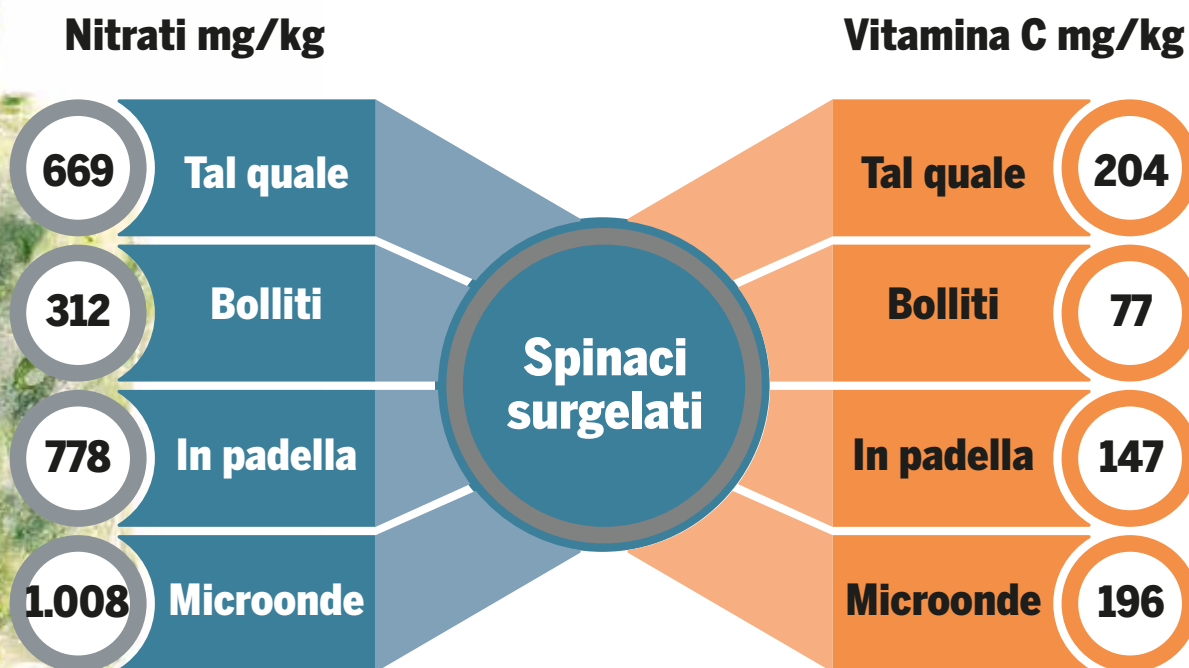 Nitrati mg/kg
Vitamina C mg/kg
669
Tal quale
312
Bolliti
778
In padella
1.008
Microonde
Spinaci
surgelati
Tal quale
204
Bolliti
77
In padella
147
Microonde
196